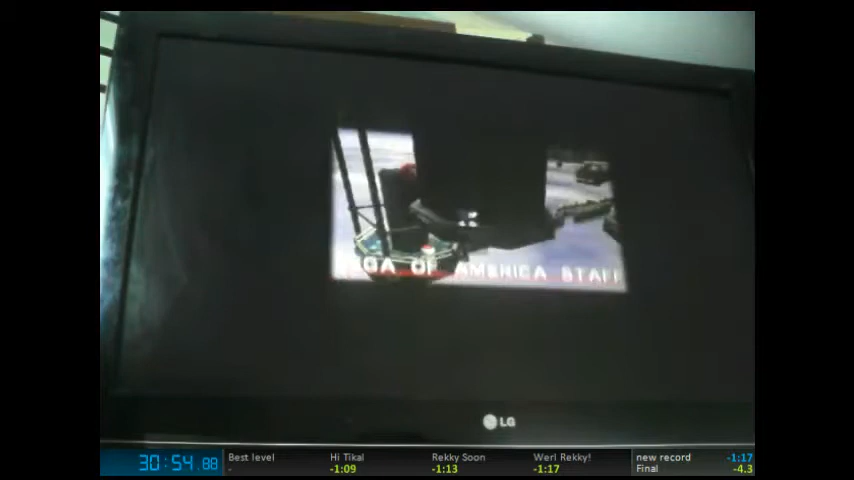 GA OF AMERICA STAFF
LG
30:54.88
Best level
-
Hi Tikal
-1:09
Rekky Soon
-1:13
Werl Rekky!
-1:17
new record -1:17
Final -4.3